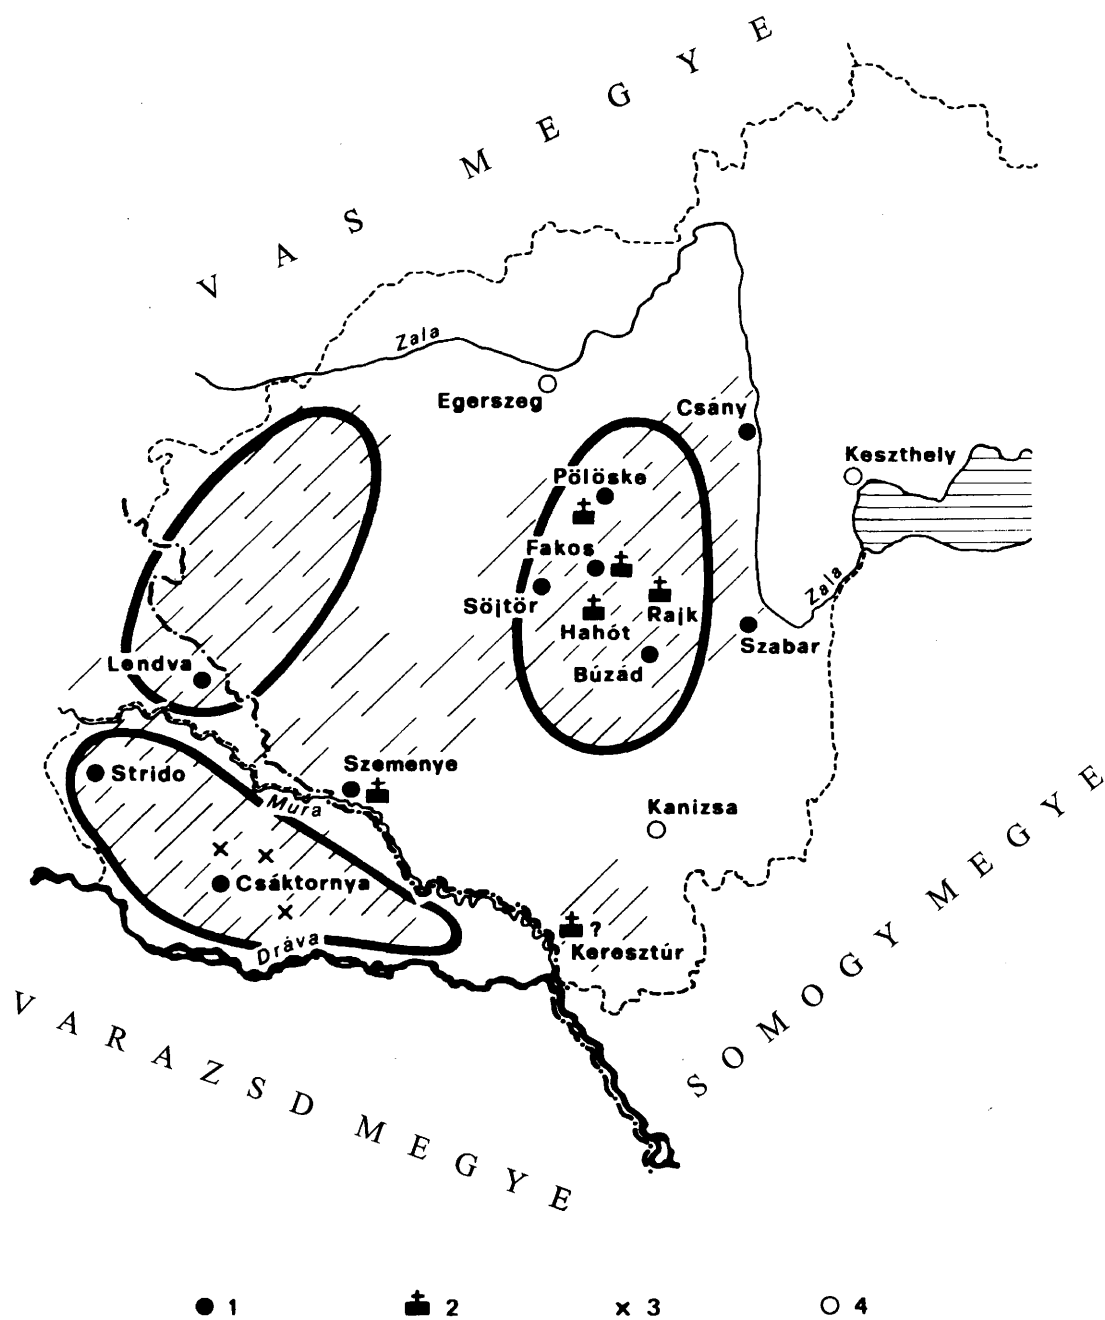 VAS MEGYE
Zala
Egerszeg
Csány
Keszthely
Pölöske
Fakos
Söjtör
Rajk
Hahót
Zala
Szabar
Búzád
Lendva
Strido
Szemenye
Mura
Kanizsa
Csáktornya
?
Keresztúr
Dráva
VARAZSD MEGYE
SOMOGY MEGYE
1 2 3 4